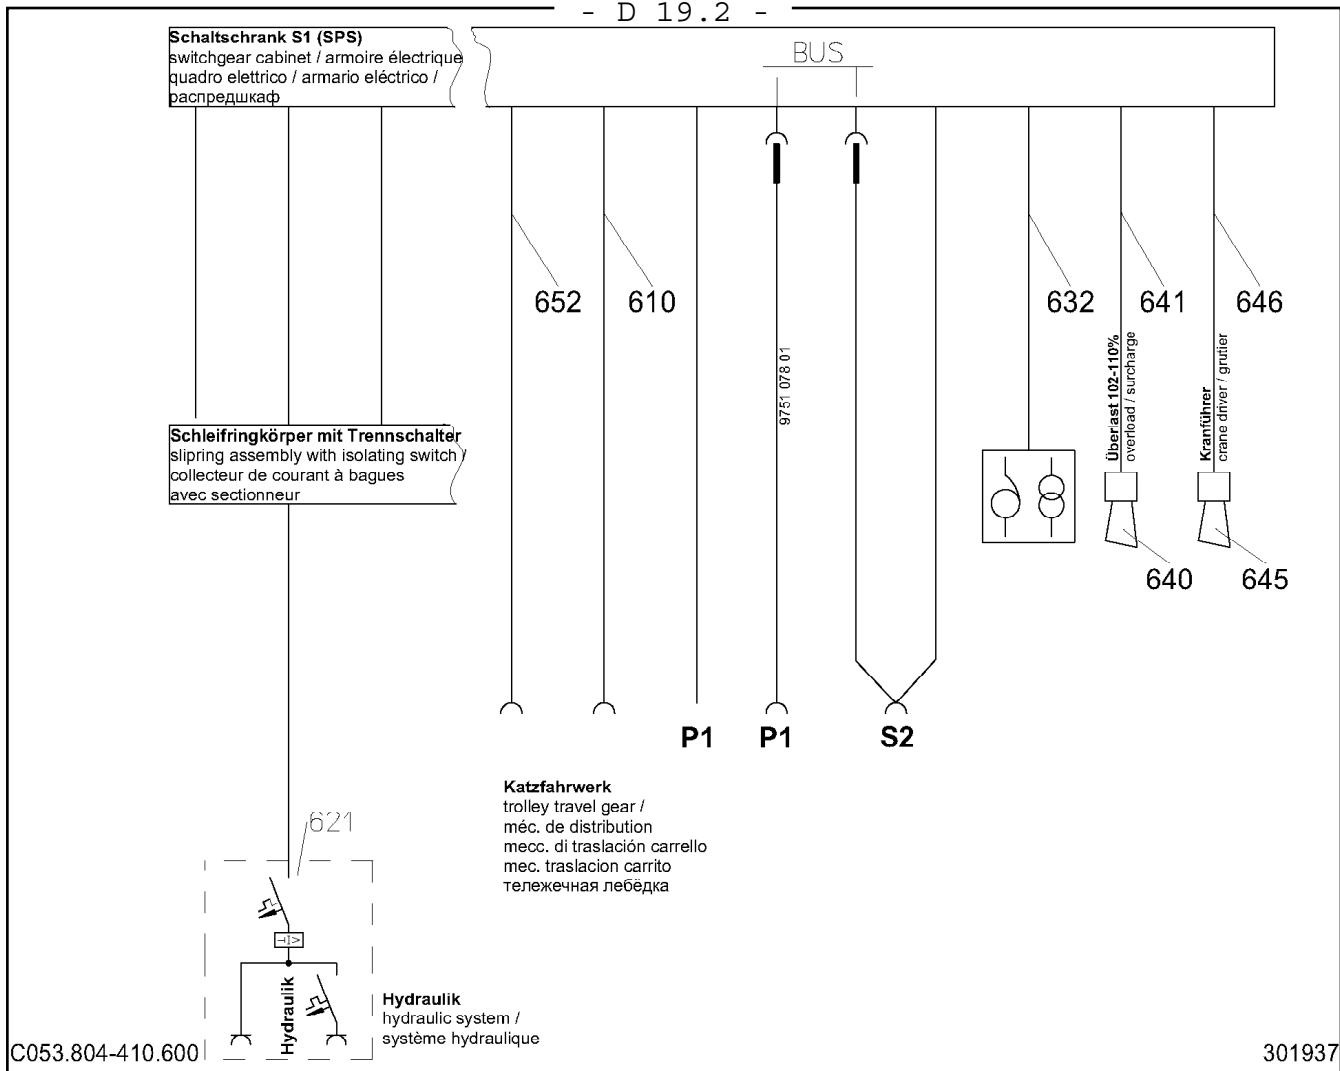 - D 19.2 -
Schaltschrank S1 (SPS)
switchgear cabinet / armoire électrique
quadro elettrico / armario eléctrico /
распредшкаф
BUS
652
610
632
641
646
9751 078 01
Überlast 102-110%
overload / surcharge
Kranführer
crane driver / grutier
Schleifringkörper mit Trennschalter
slipring assembly with isolating switch /
collecteur de courant à bagues
avec sectionneur
640
645
P1
P1
S2
Katzfahrwerk
trolley travel gear /
méc. de distribution
mecc. di traslación carrello
mec. traslacion carrito
тележечная лебёдка
621
Hydraulik
Hydraulik
hydraulic system /
système hydraulique
C053.804-410.600
301937